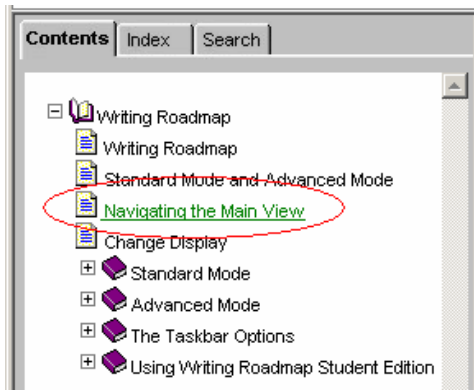 Contents Index Search
Writing Roadmap
Writing Roadmap
Standard Mode and Advanced Mode
Navigating the Main View
Change Display
Standard Mode
Advanced Mode
The Taskbar Options
Using Writing Roadmap Student Edition